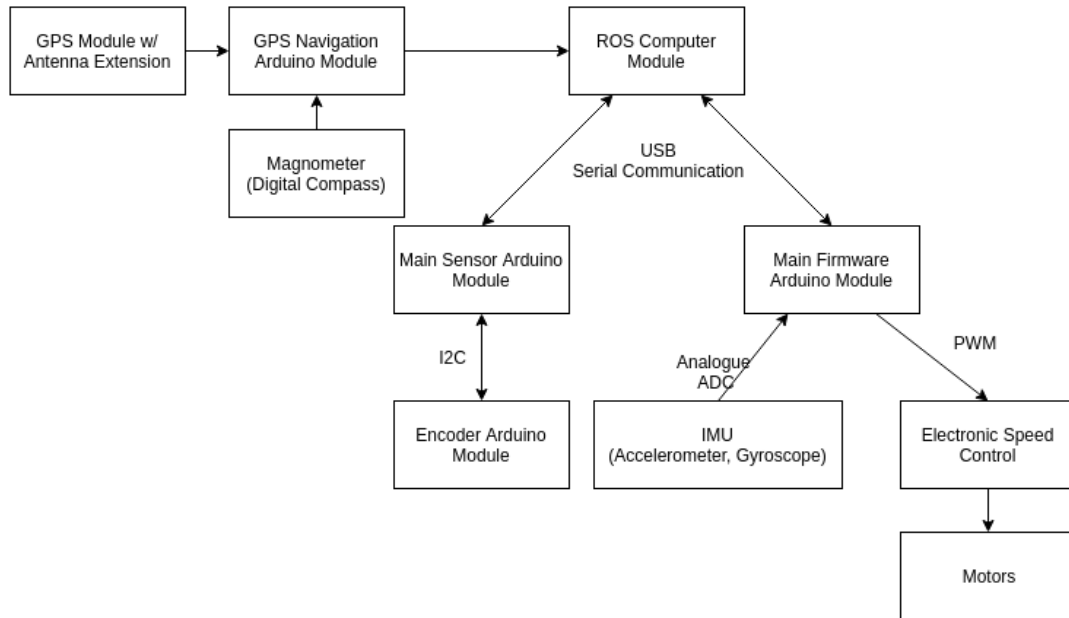 GPS Module w/
Antenna Extension
GPS Navigation
Arduino Module
ROS Computer
Module
Magnometer
(Digital Compass)
USB
Serial Communication
Main Sensor Arduino
Module
Main Firmware
Arduino Module
I2C
Analogue
ADC
PWM
Encoder Arduino
Module
IMU
(Accelerometer, Gyroscope)
Electronic Speed
Control
Motors